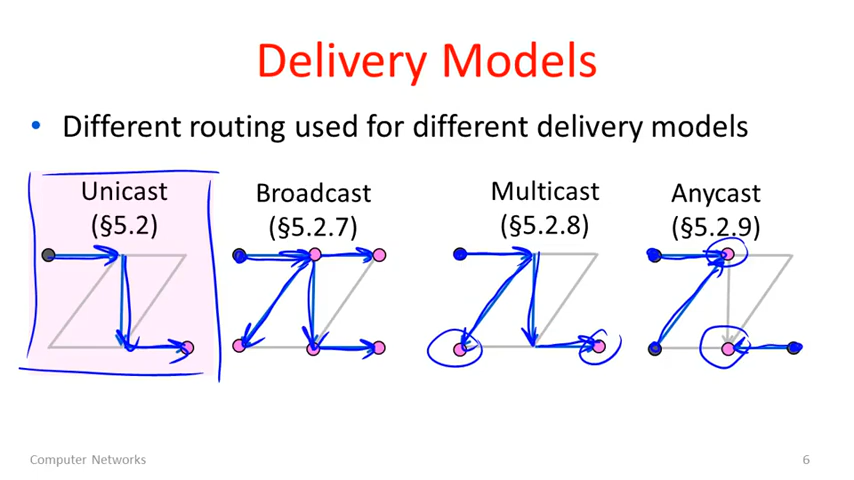 Delivery Models
• Different routing used for different delivery models
Unicast
(§5.2)
Broadcast
(§5.2.7)
Multicast
(§5.2.8)
Anycast
(§5.2.9)
Computer Networks
6